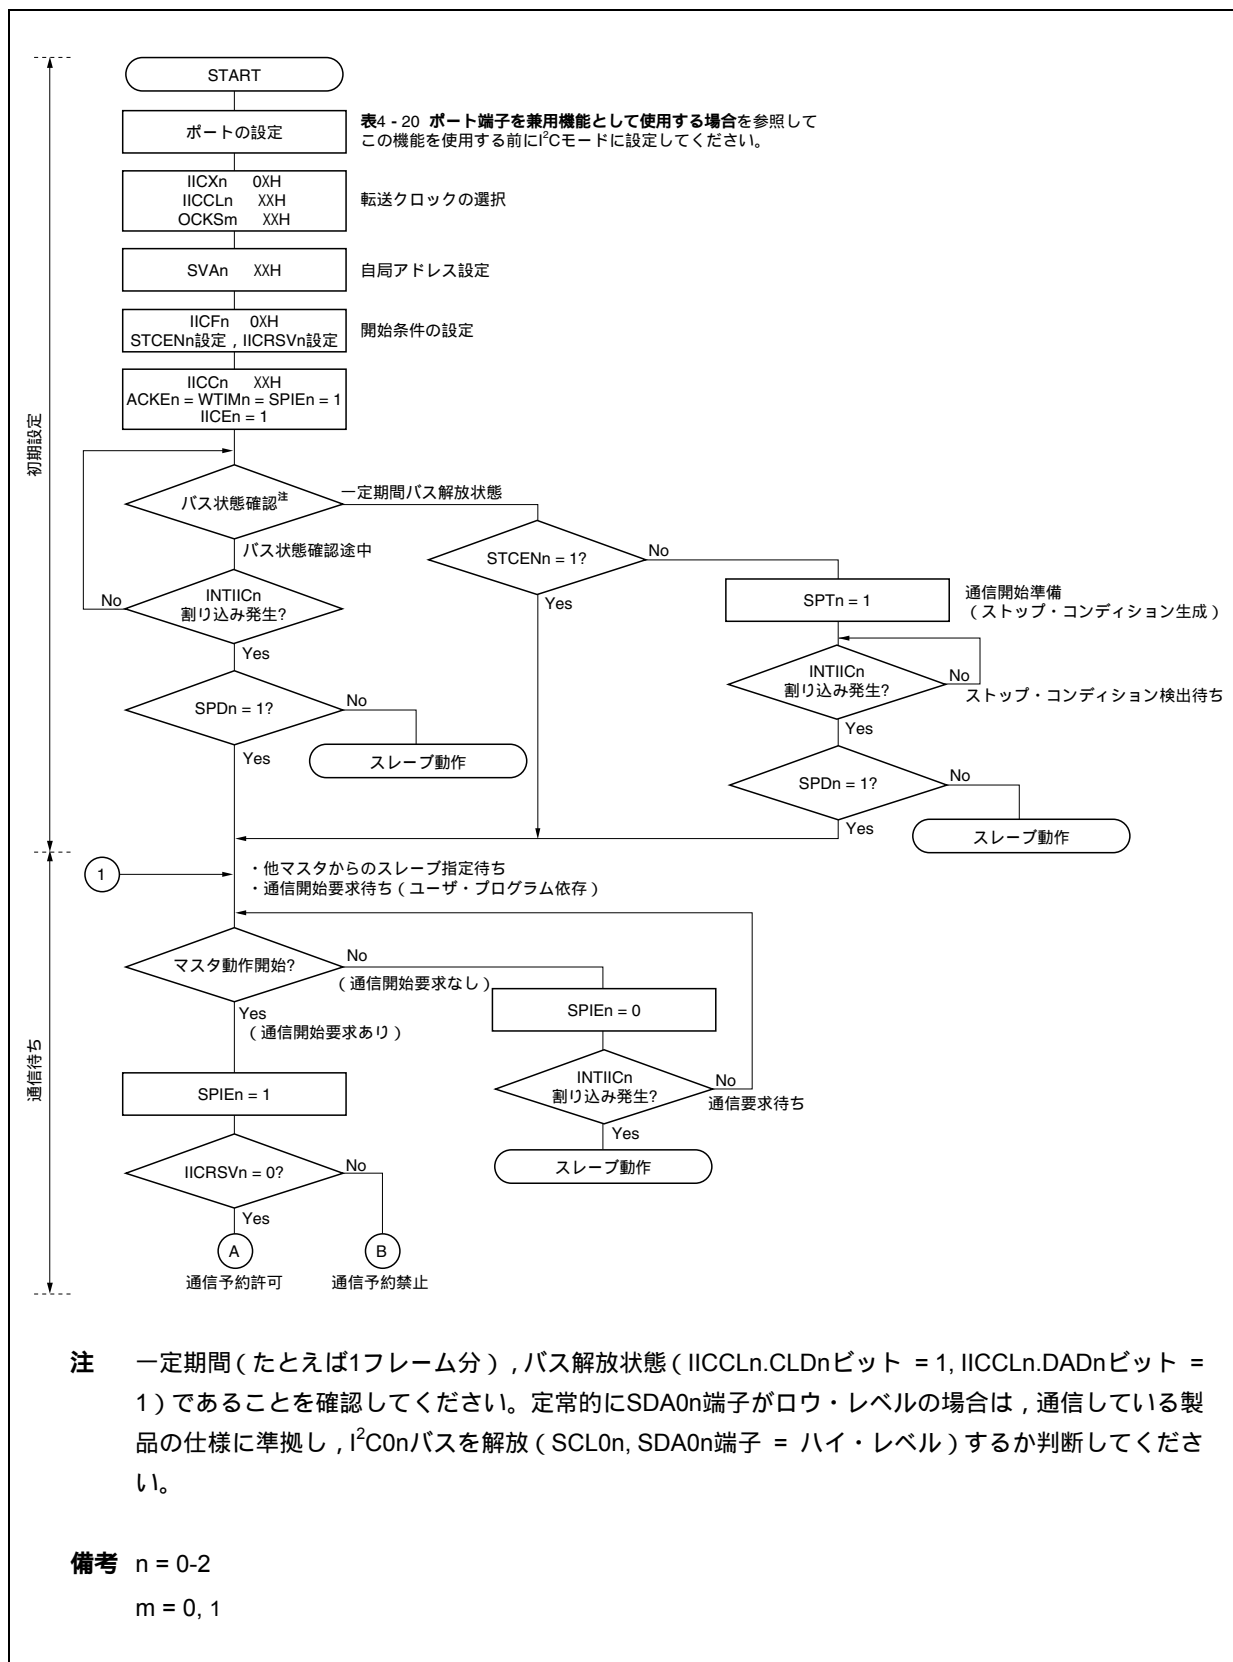 START
ポートの設定
表4 - 20 ポート端子を兼用機能として使用する場合を参照して
この機能を使用する前にI²Cモードに設定してください。
IICXn 0XH
IICCLn XXH
OCKSm XXH
転送クロックの選択
SVAn XXH
自局アドレス設定
IICFn 0XH
STCENn設定 , IICRSVn設定
開始条件の設定
IICCn XXH
ACKEn = WTIMn = SPIEn = 1
IICEn = 1
初期設定
バス状態確認注
一定期間バス解放状態
バス状態確認途中
STCENn = 1?
No
Yes
SPTn = 1
通信開始準備
（ストップ・コンディション生成）
INTIICn
割り込み発生?
No
Yes
INTIICn
割り込み発生?
No
ストップ・コンディション検出待ち
Yes
SPDn = 1?
No
Yes
スレーブ動作
SPDn = 1?
No
Yes
スレーブ動作
1
・他マスタからのスレーブ指定待ち
・通信開始要求待ち（ユーザ・プログラム依存）
通信待ち
マスタ動作開始?
No
（通信開始要求なし）
Yes
（通信開始要求あり）
SPIEn = 0
INTIICn
割り込み発生?
No
通信要求待ち
Yes
スレーブ動作
SPIEn = 1
IICRSVn = 0?
No
Yes
A
B
通信予約許可
通信予約禁止
注 一定期間（たとえば1フレーム分）, バス解放状態（IICCLn.CLDnビット = 1, IICCLn.DADnビット =
1）であることを確認してください。定常的にSDA0n端子がロウ・レベルの場合は , 通信している製
品の仕様に準拠し , I²C0nバスを解放（SCL0n, SDA0n端子 = ハイ・レベル）するか判断してくださ
い。
備考 n = 0-2
m = 0, 1